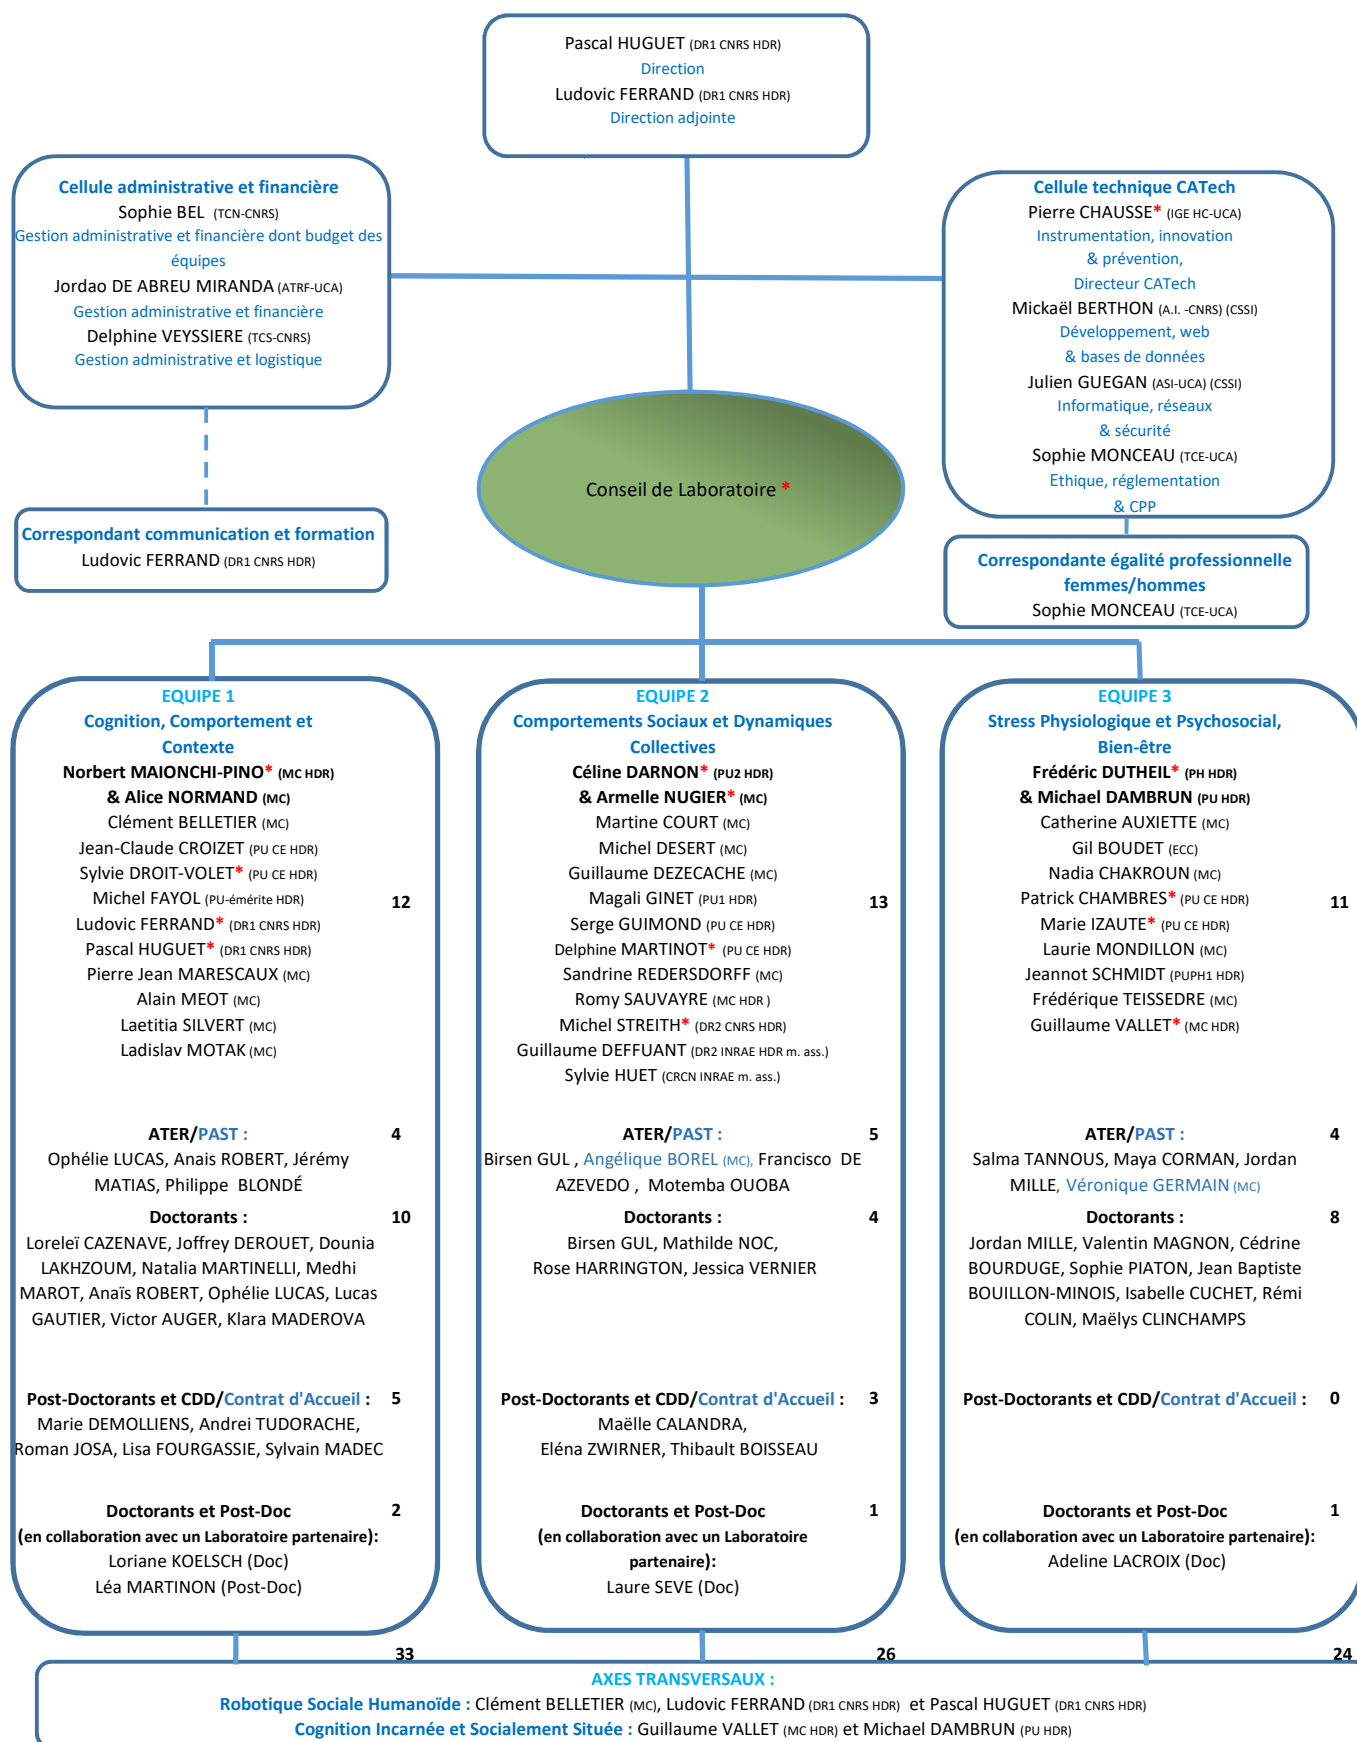 Pascal HUGUET (DR1 CNRS HDR)
Direction
Ludovic FERRAND (DR1 CNRS HDR)
Direction adjointe
Cellule administrative et financière
Sophie BEL (TCN-CNRS)
Gestion administrative et financière dont budget des
équipes
Jordao DE ABREU MIRANDA (ATRF-UCA)
Gestion administrative et financière
Delphine VEYSSIERE (TCS-CNRS)
Gestion administrative et logistique
Cellule technique CATech
Pierre CHAUSSE* (IGE HC-UCA)
Instrumentation, innovation
& prévention,
Directeur CATech
Mickaël BERTHON (A.I. -CNRS) (CSSI)
Développement, web
& bases de données
Julien GUEGAN (ASI-UCA) (CSSI)
Informatique, réseaux
& sécurité
Sophie MONCEAU (TCE-UCA)
Ethique, réglementation
& CPP
Conseil de Laboratoire *
Correspondant communication et formation
Ludovic FERRAND (DR1 CNRS HDR)
Correspondante égalité professionnelle
femmes/hommes
Sophie MONCEAU (TCE-UCA)
EQUIPE 1
Cognition, Comportement et
Contexte
Norbert MAIONCHI-PINO* (MC HDR)
& Alice NORMAND (MC)
Clément BELLETIER (MC)
Jean-Claude CROIZET (PU CE HDR)
Sylvie DROIT-VOLET* (PU CE HDR)
Michel FAYOL (PU-émérite HDR) 12
Ludovic FERRAND* (DR1 CNRS HDR)
Pascal HUGUET* (DR1 CNRS HDR)
Pierre Jean MARESCAUX (MC)
Alain MEOT (MC)
Laetitia SILVERT (MC)
Ladislav MOTAK (MC)
ATER/PAST : 4
Ophélie LUCAS, Anais ROBERT, Jérémy
MATIAS, Philippe BLONDÉ
Doctorants : 10
Loreleï CAZENAVE, Joffrey DEROUET, Dounia
LAKHZOUM, Natalia MARTINELLI, Medhi
MAROT, Anaïs ROBERT, Ophélie LUCAS, Lucas
GAUTIER, Victor AUGER, Klara MADEROVA
Post-Doctorants et CDD/Contrat d'Accueil : 5
Marie DEMOLLIENS, Andrei TUDORACHE,
Roman JOSA, Lisa FOURGASSIE, Sylvain MADEC
Doctorants et Post-Doc 2
(en collaboration avec un Laboratoire partenaire):
Loriane KOELSCH (Doc)
Léa MARTINON (Post-Doc)
33
EQUIPE 2
Comportements Sociaux et Dynamiques
Collectives
Céline DARNON* (PU2 HDR)
& Armelle NUGIER* (MC)
Martine COURT (MC)
Michel DESERT (MC)
Guillaume DEZECACHE (MC)
Magali GINET (PU1 HDR) 13
Serge GUIMOND (PU CE HDR)
Delphine MARTINOT* (PU CE HDR)
Sandrine REDERSDORFF (MC)
Romy SAUVAYRE (MC HDR )
Michel STREITH* (DR2 CNRS HDR)
Guillaume DEFFUANT (DR2 INRAE HDR m. ass.)
Sylvie HUET (CRCN INRAE m. ass.)
ATER/PAST : 5
Birsen GUL , Angélique BOREL (MC), Francisco DE
AZEVEDO , Motemba OUOBA
Doctorants : 4
Birsen GUL, Mathilde NOC,
Rose HARRINGTON, Jessica VERNIER
Post-Doctorants et CDD/Contrat d'Accueil : 3
Maëlle CALANDRA,
Eléna ZWIRNER, Thibault BOISSEAU
Doctorants et Post-Doc 1
(en collaboration avec un Laboratoire
partenaire):
Laure SEVE (Doc)
26
EQUIPE 3
Stress Physiologique et Psychosocial,
Bien-être
Frédéric DUTHEIL* (PH HDR)
& Michael DAMBRUN (PU HDR)
Catherine AUXIETTE (MC)
Gil BOUDET (ECC)
Nadia CHAKROUN (MC)
Patrick CHAMBRES* (PU CE HDR) 11
Marie IZAUTE* (PU CE HDR)
Laurie MONDILLON (MC)
Jeannot SCHMIDT (PUPH1 HDR)
Frédérique TEISSEDRE (MC)
Guillaume VALLET* (MC HDR)
ATER/PAST : 4
Salma TANNOUS, Maya CORMAN, Jordan
MILLE, Véronique GERMAIN (MC)
Doctorants : 8
Jordan MILLE, Valentin MAGNON, Cédrine
BOURDUGE, Sophie PIATON, Jean Baptiste
BOUILLON-MINOIS, Isabelle CUCHET, Rémi
COLIN, Maëlys CLINCHAMPS
Post-Doctorants et CDD/Contrat d'Accueil : 0
Doctorants et Post-Doc 1
(en collaboration avec un Laboratoire partenaire):
Adeline LACROIX (Doc)
24
AXES TRANSVERSAUX :
Robotique Sociale Humanoïde : Clément BELLETIER (MC), Ludovic FERRAND (DR1 CNRS HDR) et Pascal HUGUET (DR1 CNRS HDR)
Cognition Incarnée et Socialement Située : Guillaume VALLET (MC HDR) et Michael DAMBRUN (PU HDR)